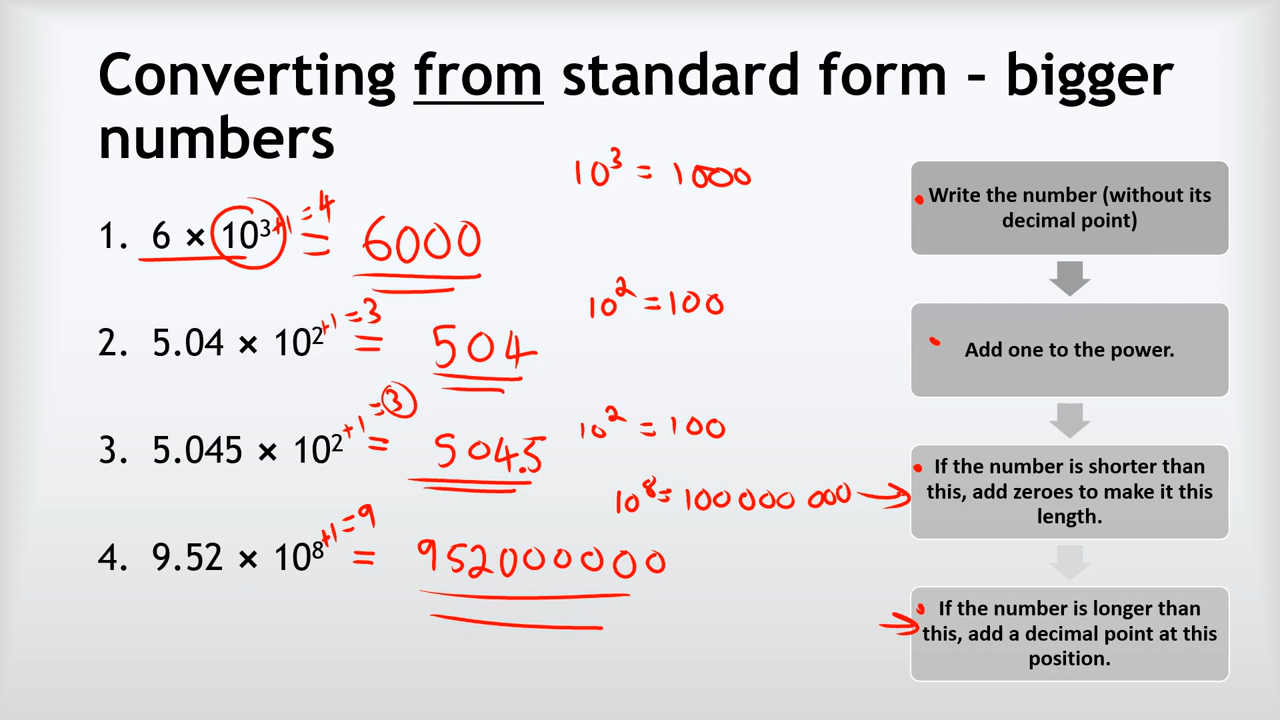 Converting from standard form – bigger
numbers
10³ = 1000
1. 6 × 10³ +1 = 4 = 6000
10² = 100
2. 5.04 × 10² +1 = 3 = 504
10² = 100
3. 5.045 × 10² +1 = 3 = 504.5
10⁸ = 100 000 000
4. 9.52 × 10⁸ +1 = 9 = 952000000
Write the number (without its
decimal point)
Add one to the power.
If the number is shorter than
this, add zeroes to make it this
length.
If the number is longer than
this, add a decimal point at this
position.